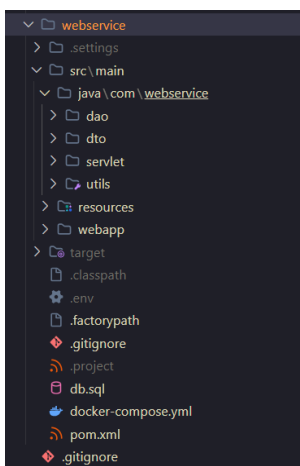 webservice
.settings
src\main
java\com\webservice
dao
dto
servlet
utils
resources
webapp
target
.classpath
.env
.factorypath
.gitignore
.project
db.sql
docker-compose.yml
pom.xml
.gitignore